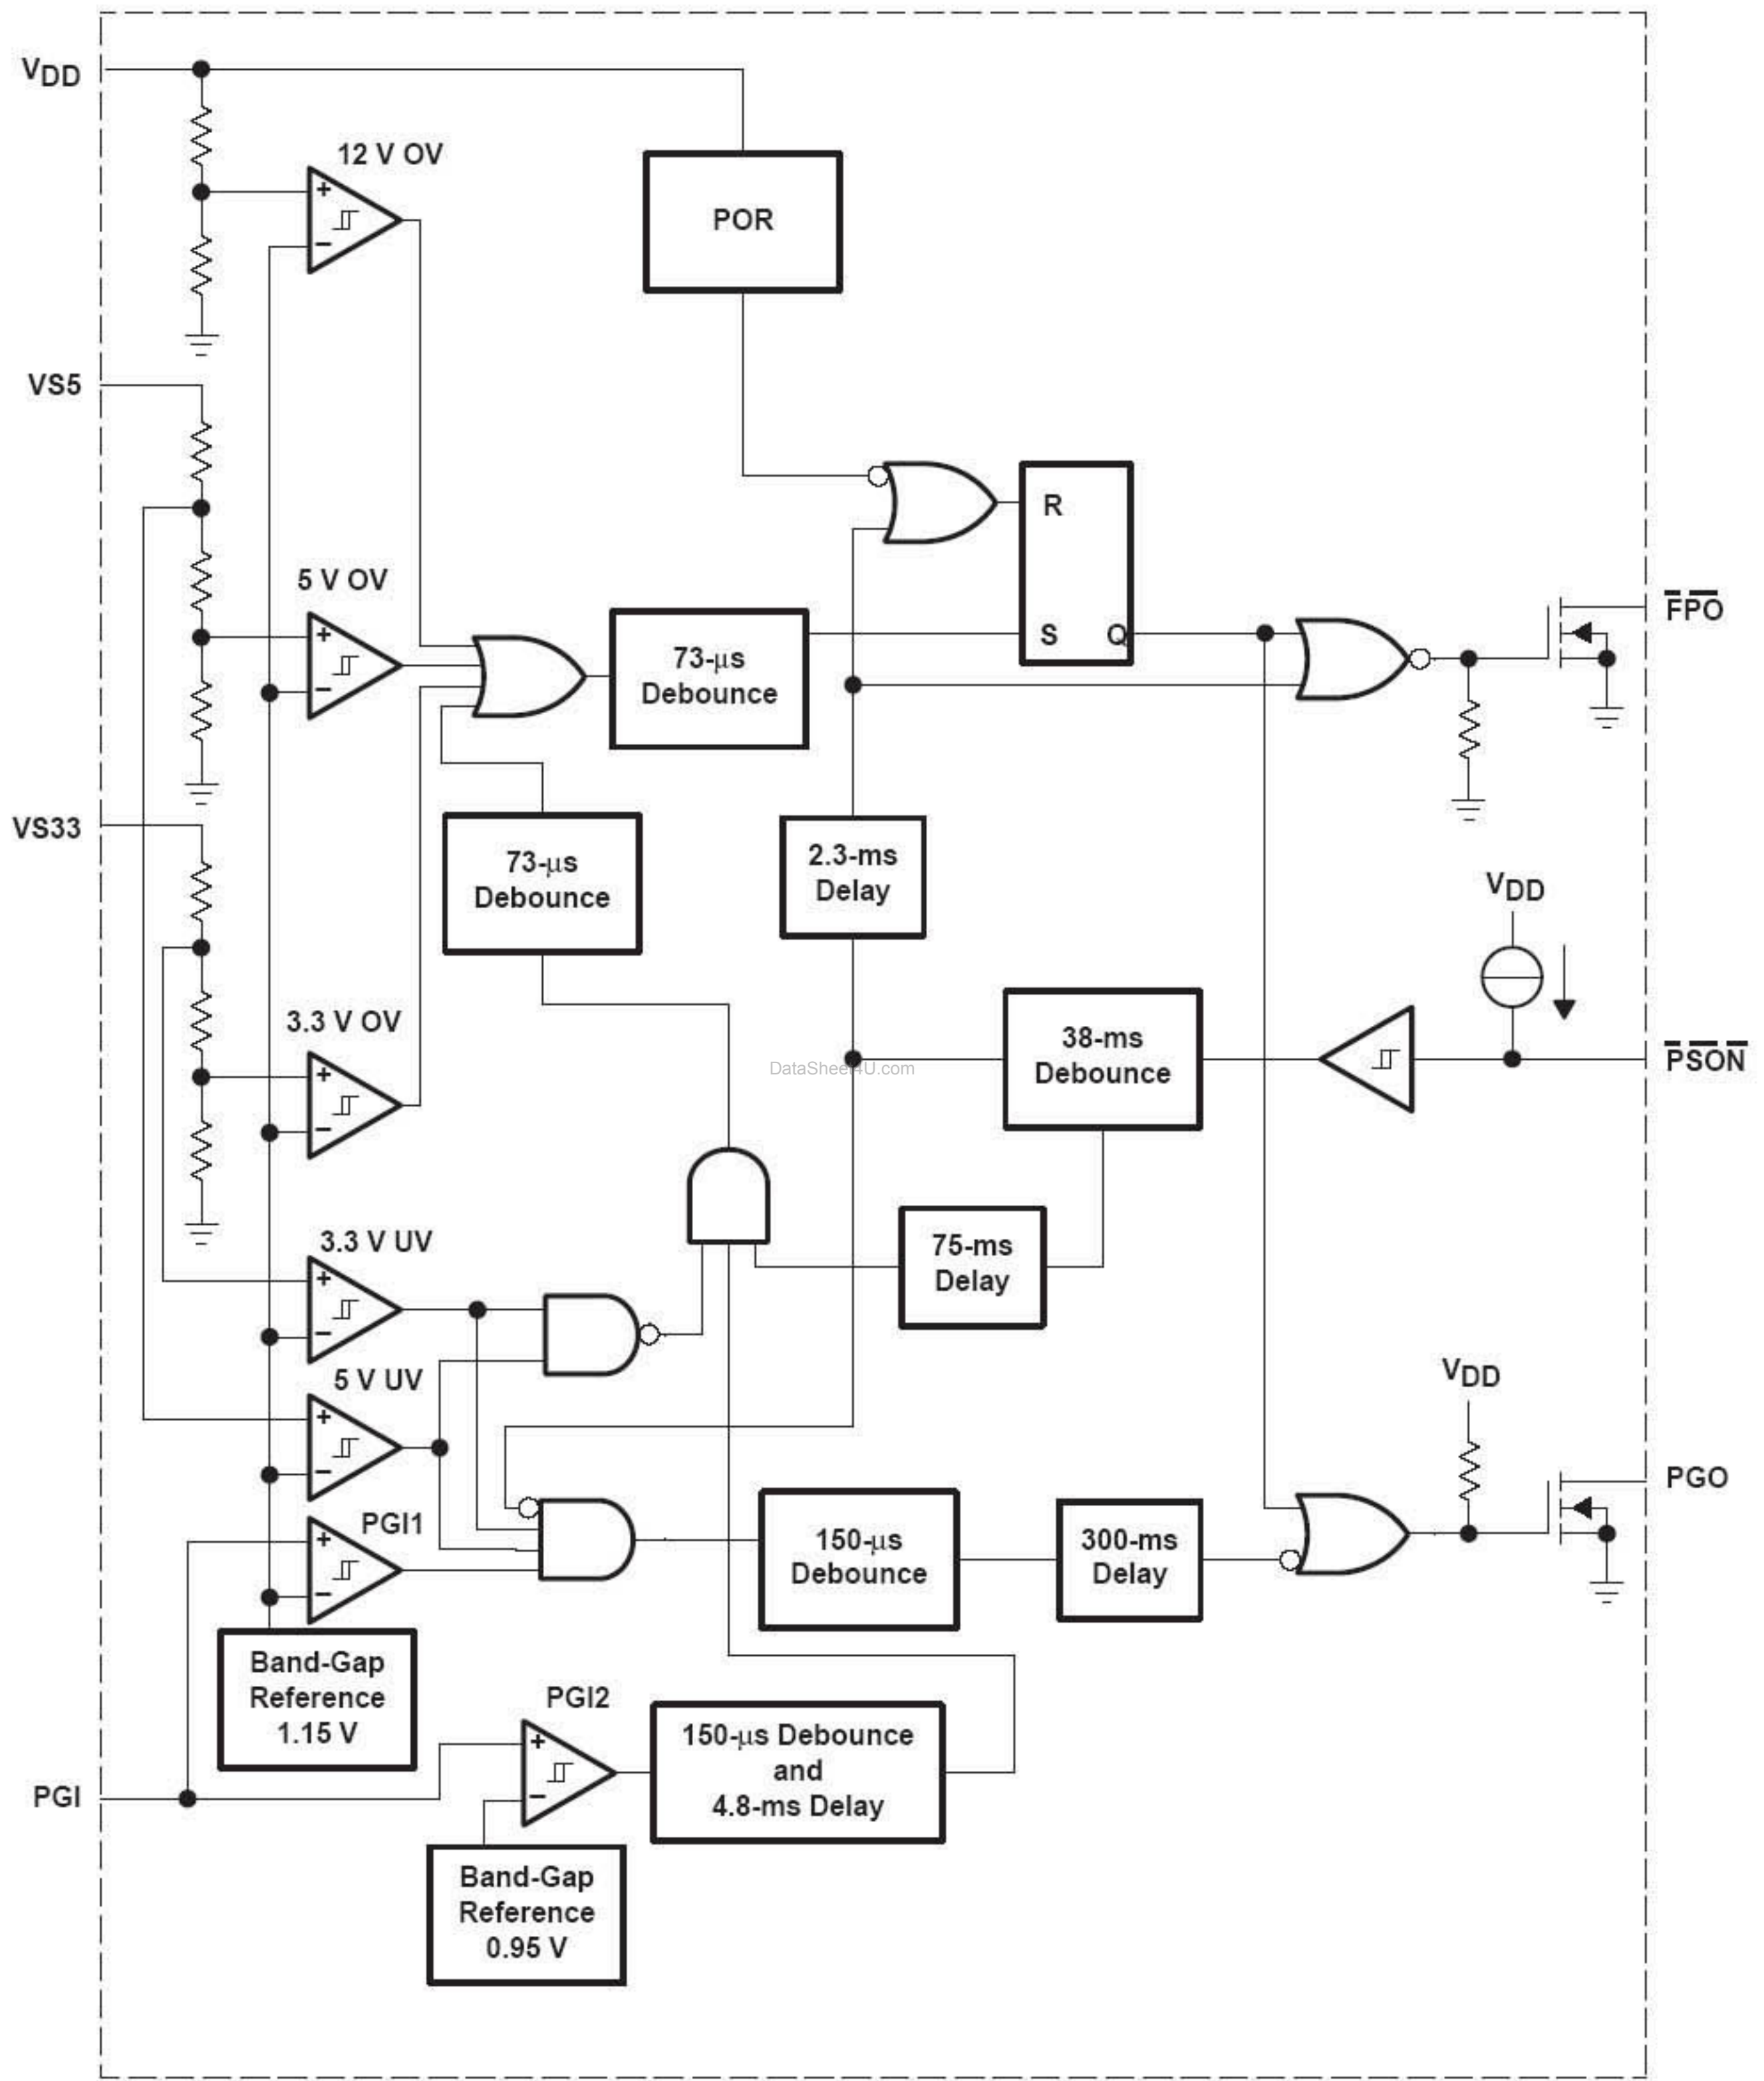 VDD
12 V OV
+
−
POR
VS5
5 V OV
+
−
R
S Q
FPO
73-μs
Debounce
VS33
73-μs
Debounce
2.3-ms
Delay
VDD
3.3 V OV
+
−
38-ms
Debounce
PSON
DataSheet4U.com
75-ms
Delay
3.3 V UV
+
−
5 V UV
+
−
VDD
PGO
PGI1
+
−
150-μs
Debounce
300-ms
Delay
Band-Gap
Reference
1.15 V
PGI2
+
−
150-μs Debounce
and
4.8-ms Delay
PGI
Band-Gap
Reference
0.95 V